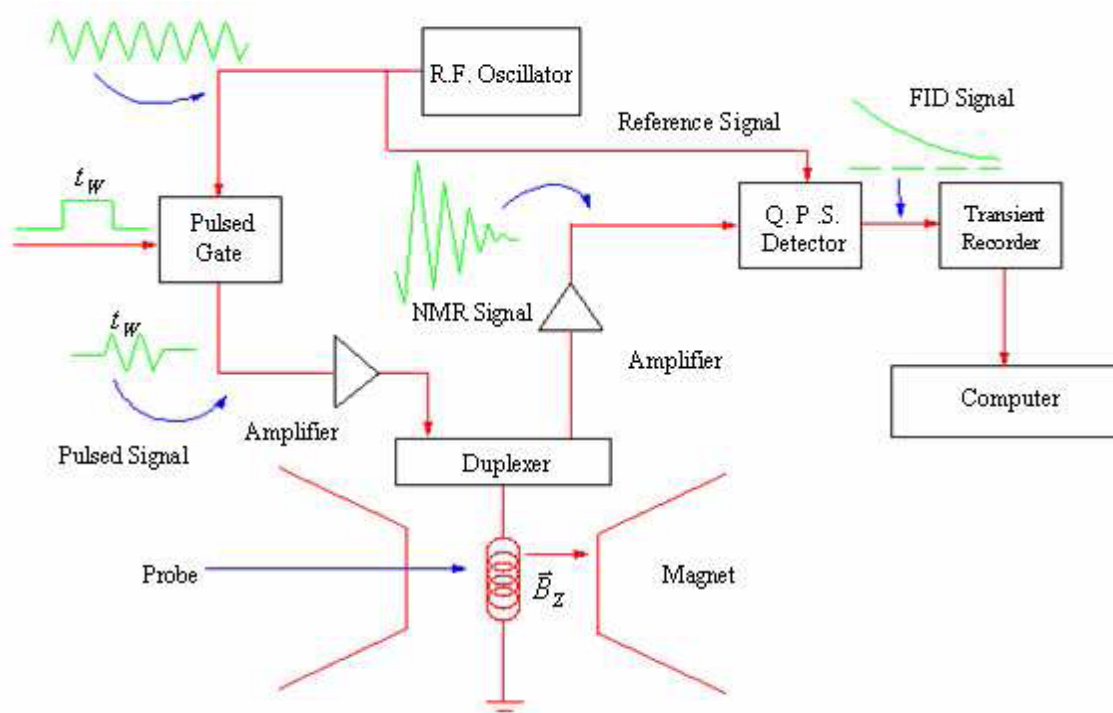 R.F. Oscillator
FID Signal
Reference Signal
t_W
Pulsed
Gate
Q. P .S.
Detector
Transient
Recorder
NMR Signal
t_W
Amplifier
Amplifier
Pulsed Signal
Computer
Duplexer
Probe
B⃗_Z
Magnet